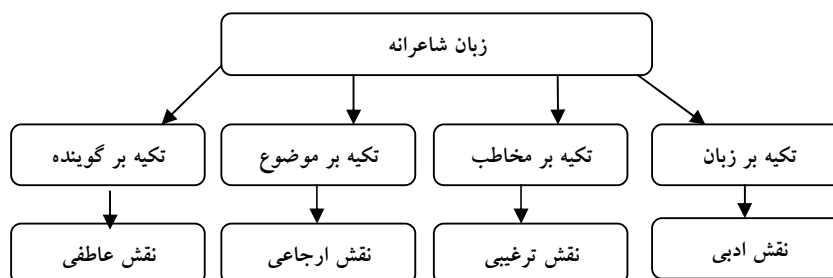 زبان شاعرانه
تکیه بر زبان
تکیه بر مخاطب
تکیه بر موضوع
تکیه بر گوینده
نقش ادبی
نقش ترغیبی
نقش ارجاعی
نقش عاطفی